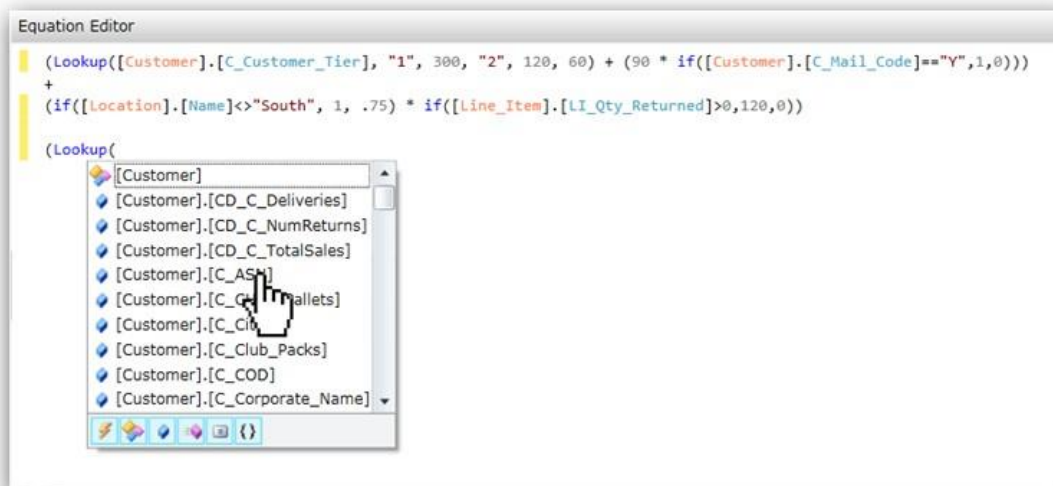 Equation Editor
(Lookup([Customer].[C_Customer_Tier], "1", 300, "2", 120, 60) + (90 * if([Customer].[C_Mail_Code]=="Y",1,0)))
+
(if([Location].[Name]<>"South", 1, .75) * if([Line_Item].[LI_Qty_Returned]>0,120,0))
(Lookup(
[Customer]
[Customer].[CD_C_Deliveries]
[Customer].[CD_C_NumReturns]
[Customer].[CD_C_TotalSales]
[Customer].[C_ASN]
[Customer].
[Customer].
[Customer].[C_Club_Packs]
[Customer].[C_COD]
[Customer].[C_Corporate_Name]
{}